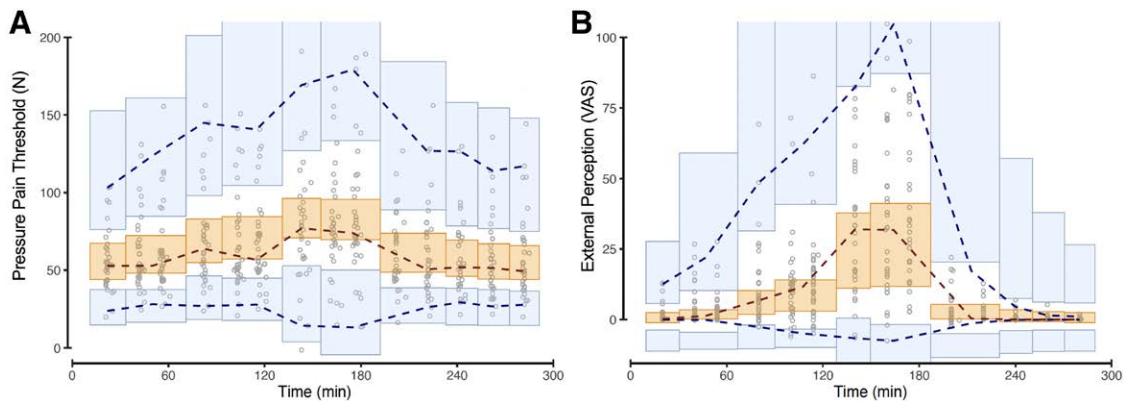 A
Pressure Pain Threshold (N)
200
150
100
50
0
0 60 120 180 240 300
Time (min)
B
External Perception (VAS)
100
75
50
25
0
0 60 120 180 240 300
Time (min)